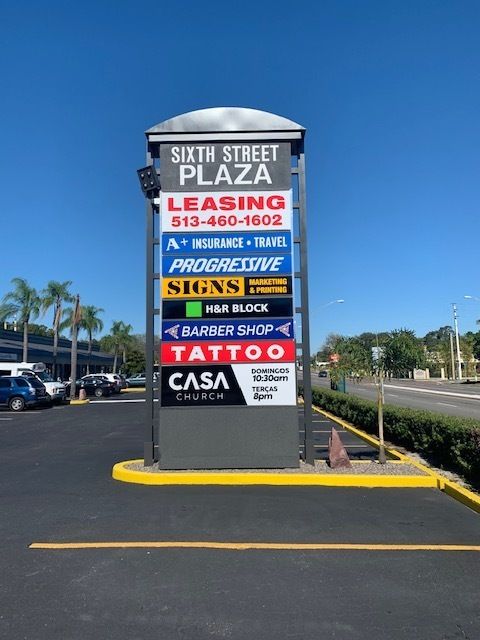 SIXTH STREET
PLAZA
LEASING
513-460-1602
A+ INSURANCE • TRAVEL
PROGRESSIVE
SIGNS MARKETING
& PRINTING
H&R BLOCK
BARBER SHOP
TATTOO
CASA
CHURCH
DOMINGOS
10:30am
TERÇAS
8pm